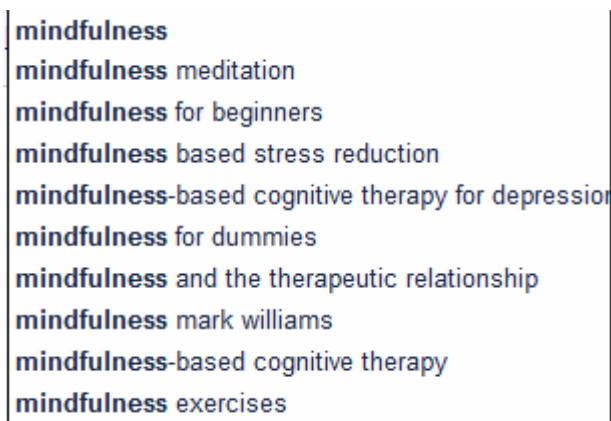 mindfulness
mindfulness meditation
mindfulness for beginners
mindfulness based stress reduction
mindfulness-based cognitive therapy for depression
mindfulness for dummies
mindfulness and the therapeutic relationship
mindfulness mark williams
mindfulness-based cognitive therapy
mindfulness exercises